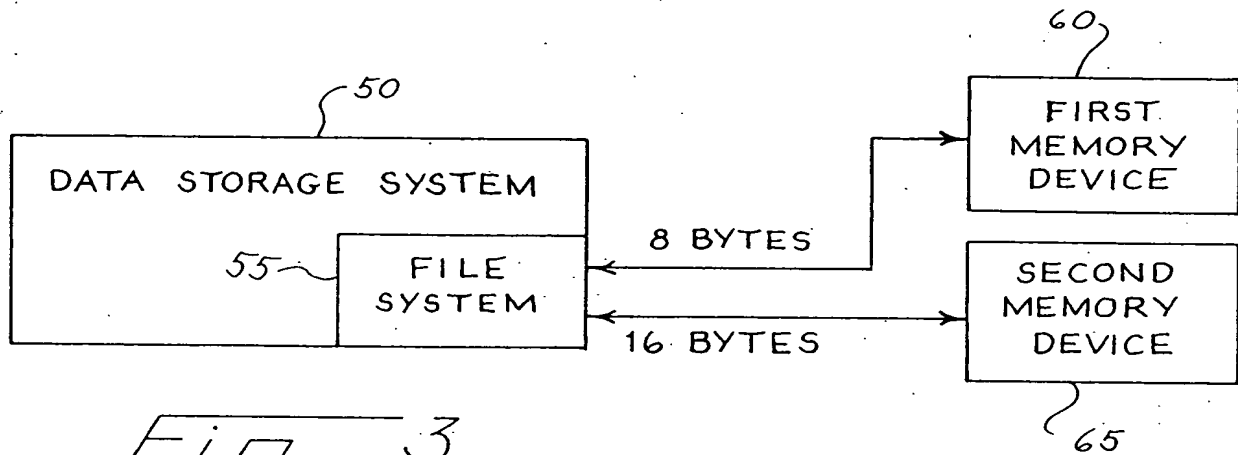 60
50
FIRST
MEMORY
DEVICE
DATA STORAGE SYSTEM
8 BYTES
55
FILE
SYSTEM
SECOND
MEMORY
DEVICE
16 BYTES
Fig. 3
65